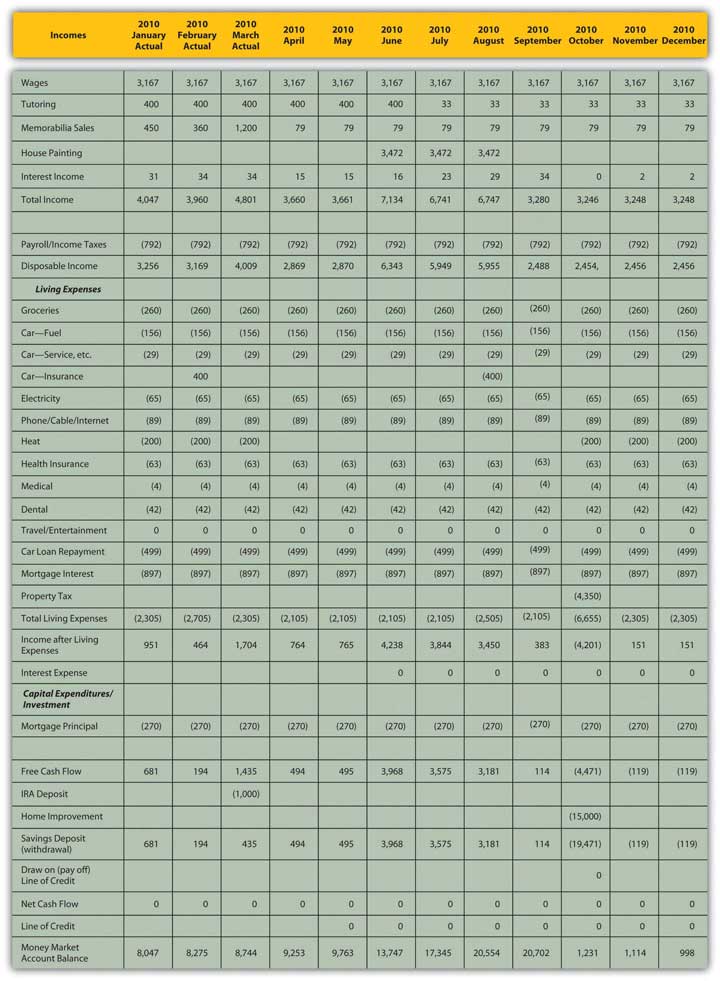 Incomes 2010 January Actual 2010 February Actual 2010 March Actual 2010 April 2010 May 2010 June 2010 July 2010 August 2010 September 2010 October 2010 November 2010 December
Wages 3,167 3,167 3,167 3,167 3,167 3,167 3,167 3,167 3,167 3,167 3,167 3,167
Tutoring 400 400 400 400 400 400 33 33 33 33 33 33
Memorabilia Sales 450 360 1,200 79 79 79 79 79 79 79 79 79
House Painting 3,472 3,472 3,472
Interest Income 31 34 34 15 15 16 23 29 34 0 2 2
Total Income 4,047 3,960 4,801 3,660 3,661 7,134 6,741 6,747 3,280 3,246 3,248 3,248
Payroll/Income Taxes (792) (792) (792) (792) (792) (792) (792) (792) (792) (792) (792) (792)
Disposable Income 3,256 3,169 4,009 2,869 2,870 6,343 5,949 5,955 2,488 2,454, 2,456 2,456
Living Expenses
Groceries (260) (260) (260) (260) (260) (260) (260) (260) (260) (260) (260) (260)
Car—Fuel (156) (156) (156) (156) (156) (156) (156) (156) (156) (156) (156) (156)
Car—Service, etc. (29) (29) (29) (29) (29) (29) (29) (29) (29) (29) (29) (29)
Car—Insurance 400 (400)
Electricity (65) (65) (65) (65) (65) (65) (65) (65) (65) (65) (65) (65)
Phone/Cable/Internet (89) (89) (89) (89) (89) (89) (89) (89) (89) (89) (89) (89)
Heat (200) (200) (200) (200) (200) (200)
Health Insurance (63) (63) (63) (63) (63) (63) (63) (63) (63) (63) (63) (63)
Medical (4) (4) (4) (4) (4) (4) (4) (4) (4) (4) (4) (4)
Dental (42) (42) (42) (42) (42) (42) (42) (42) (42) (42) (42) (42)
Travel/Entertainment 0 0 0 0 0 0 0 0 0 0 0 0
Car Loan Repayment (499) (499) (499) (499) (499) (499) (499) (499) (499) (499) (499) (499)
Mortgage Interest (897) (897) (897) (897) (897) (897) (897) (897) (897) (897) (897) (897)
Property Tax (4,350)
Total Living Expenses (2,305) (2,705) (2,305) (2,105) (2,105) (2,105) (2,105) (2,505) (2,105) (6,655) (2,305) (2,305)
Income after Living Expenses 951 464 1,704 764 765 4,238 3,844 3,450 383 (4,201) 151 151
Interest Expense 0 0 0 0 0 0 0
Capital Expenditures/
Investment
Mortgage Principal (270) (270) (270) (270) (270) (270) (270) (270) (270) (270) (270) (270)
Free Cash Flow 681 194 1,435 494 495 3,968 3,575 3,181 114 (4,471) (119) (119)
IRA Deposit (1,000)
Home Improvement (15,000)
Savings Deposit (withdrawal) 681 194 435 494 495 3,968 3,575 3,181 114 (19,471) (119) (119)
Draw on (pay off) Line of Credit 0
Net Cash Flow 0 0 0 0 0 0 0 0 0 0 0 0
Line of Credit 0 0 0 0 0 0 0 0
Money Market Account Balance 8,047 8,275 8,744 9,253 9,763 13,747 17,345 20,554 20,702 1,231 1,114 998